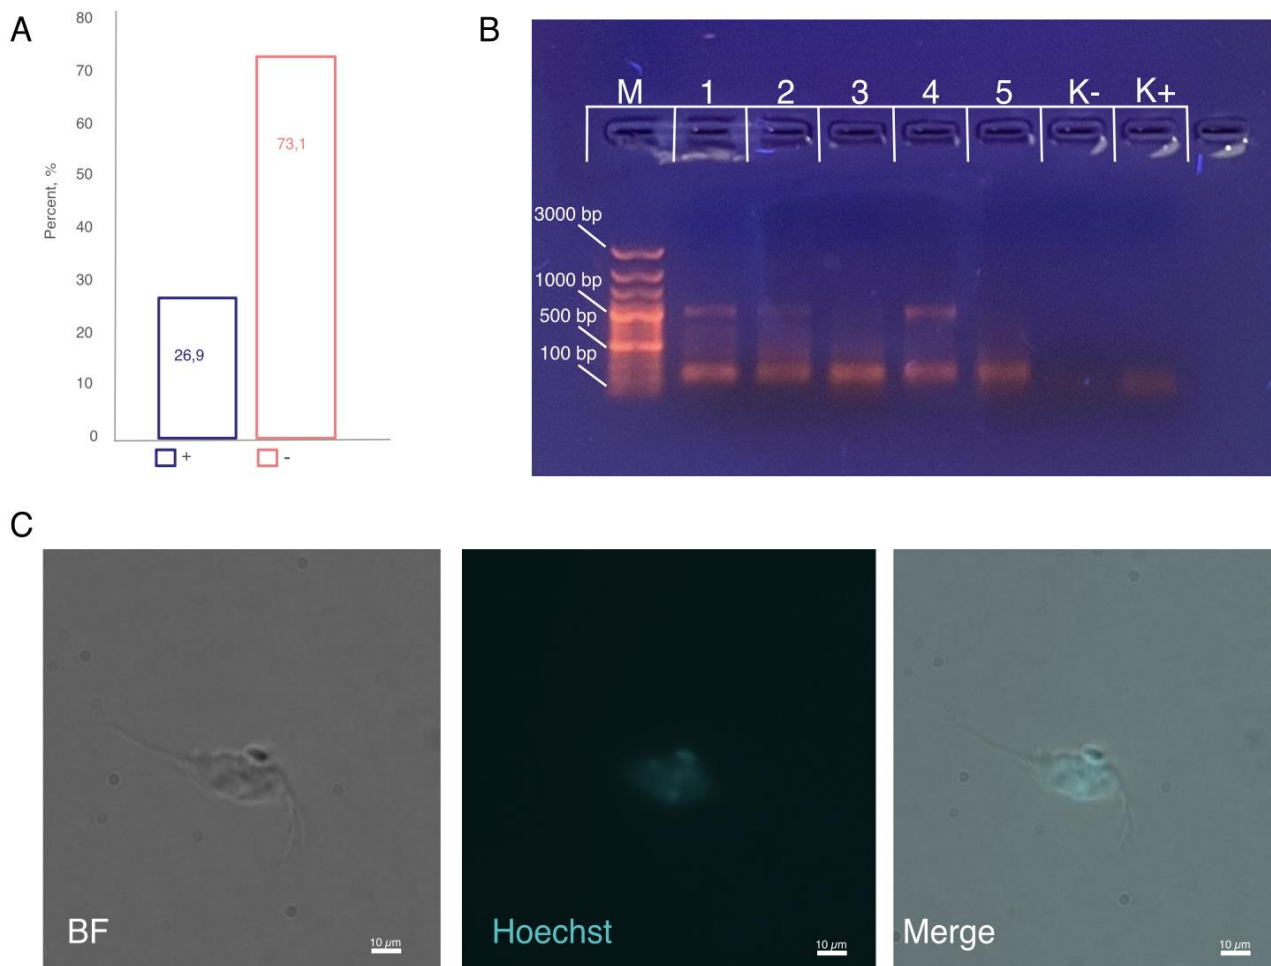 A
80
70
60
50
40
30
20
10
0
Percent, %
26,9
73,1
+
-
B
M 1 2 3 4 5 K- K+
3000 bp
1000 bp
500 bp
100 bp
C
BF
10 µm
Hoechst
10 µm
Merge
10 µm